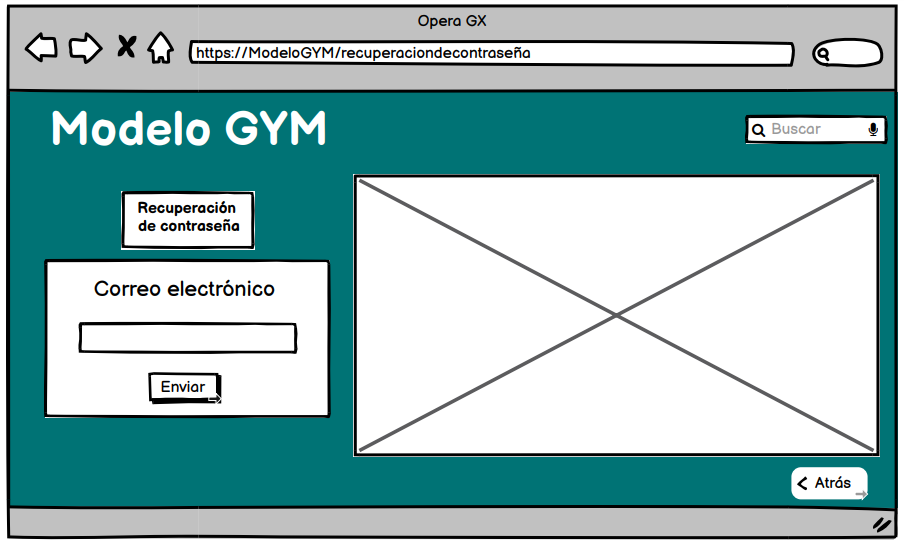 Opera GX
https://ModeloGYM/recuperaciondecontraseña
Modelo GYM
Buscar
Recuperación
de contraseña
Correo electrónico
Enviar
Atrás